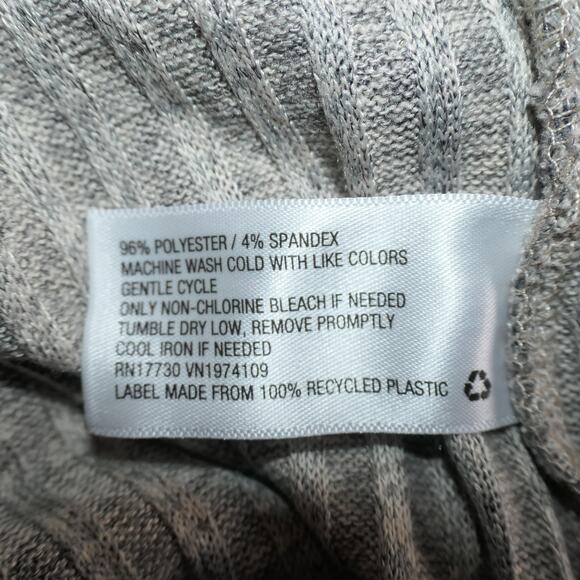 96% POLYESTER / 4% SPANDEX
MACHINE WASH COLD WITH LIKE COLORS
GENTLE CYCLE
ONLY NON-CHLORINE BLEACH IF NEEDED
TUMBLE DRY LOW, REMOVE PROMPTLY
COOL IRON IF NEEDED
RN17730 VN1974109
LABEL MADE FROM 100% RECYCLED PLASTIC